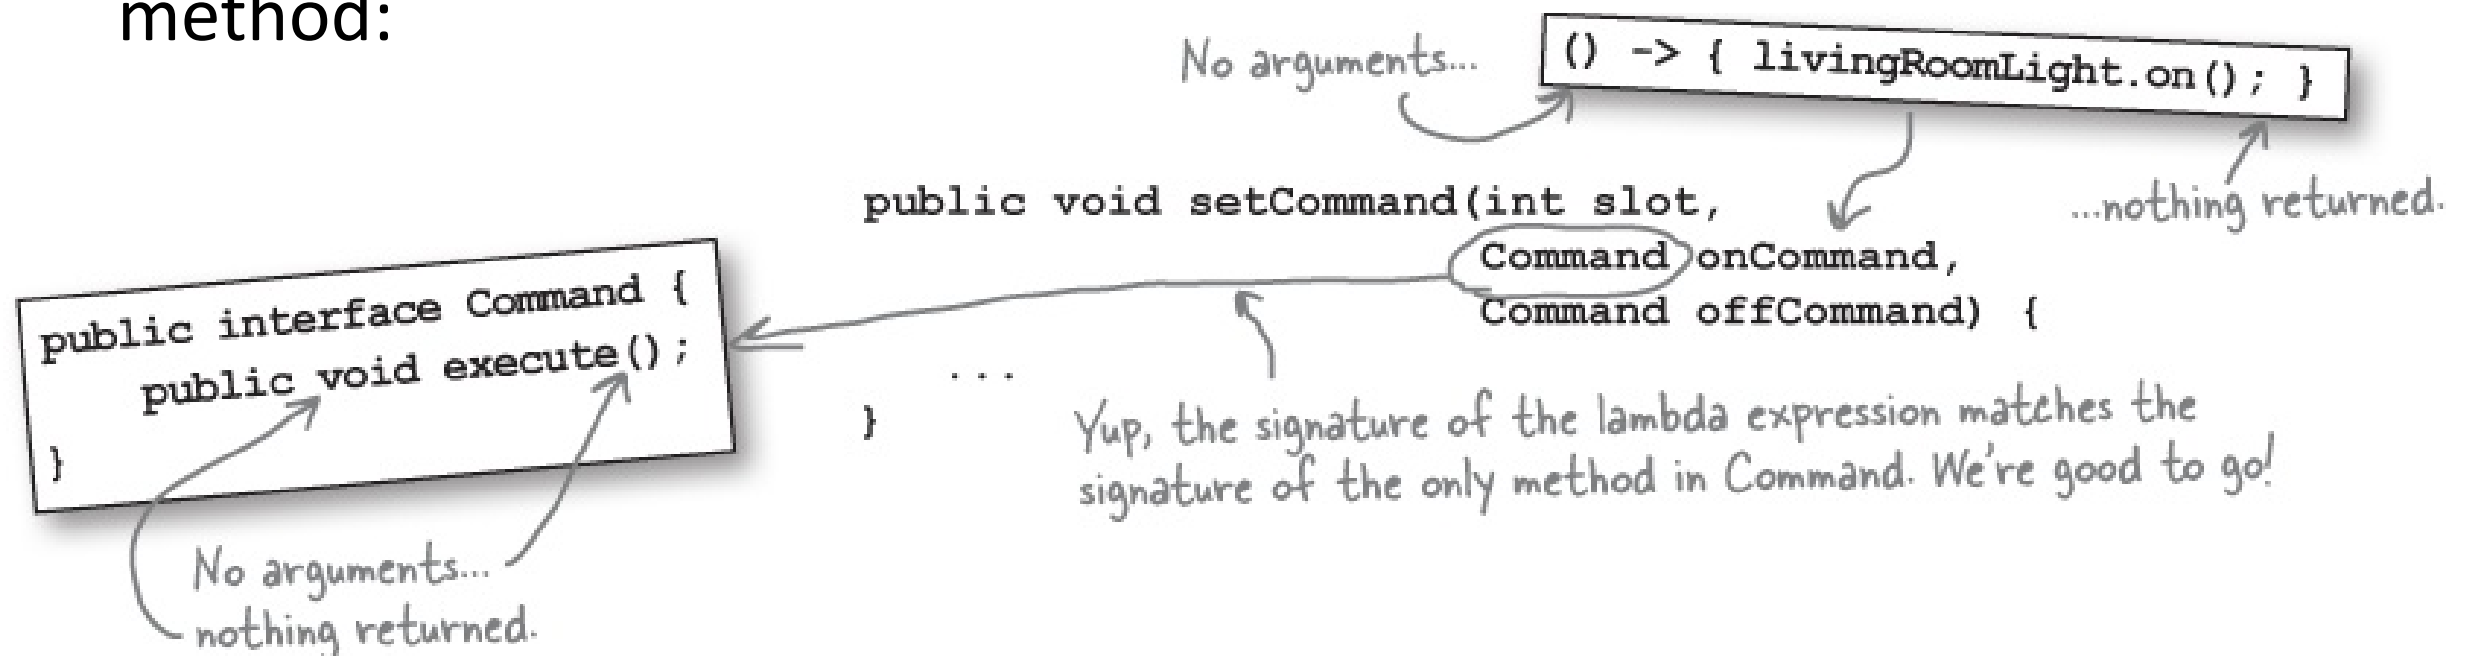 method:
No arguments...
() -> { livingRoomLight.on(); }
...nothing returned.
public void setCommand(int slot,
Command onCommand,
Command offCommand) {
...
}
public interface Command {
public void execute();
}
Yup, the signature of the lambda expression matches the
signature of the only method in Command. We're good to go!
No arguments...
nothing returned.